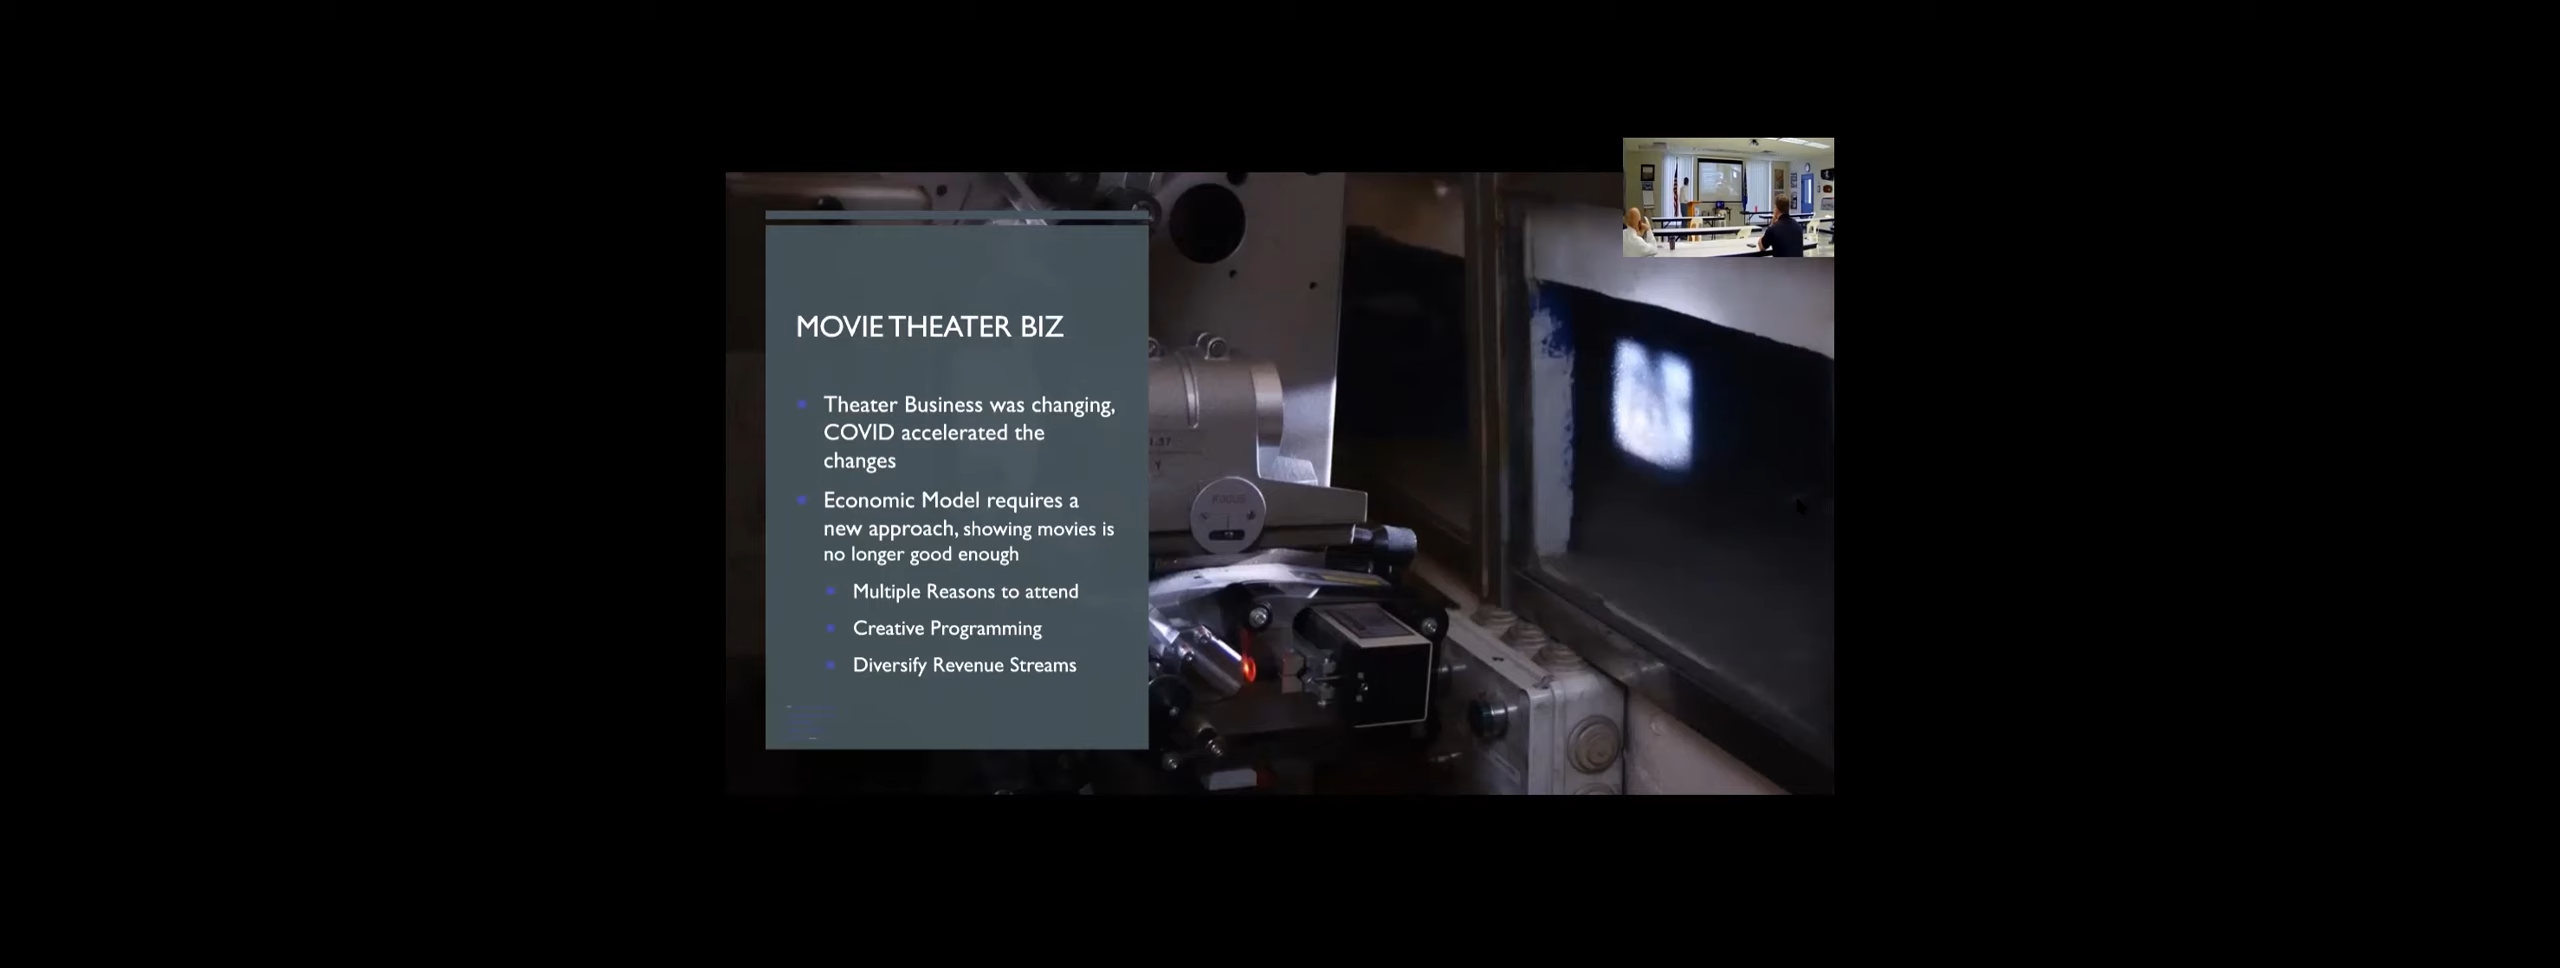 MOVIE THEATER BIZ
Theater Business was changing,
COVID accelerated the
changes
Economic Model requires a
new approach, showing movies is
no longer good enough
Multiple Reasons to attend
Creative Programming
Diversify Revenue Streams
FOCUS